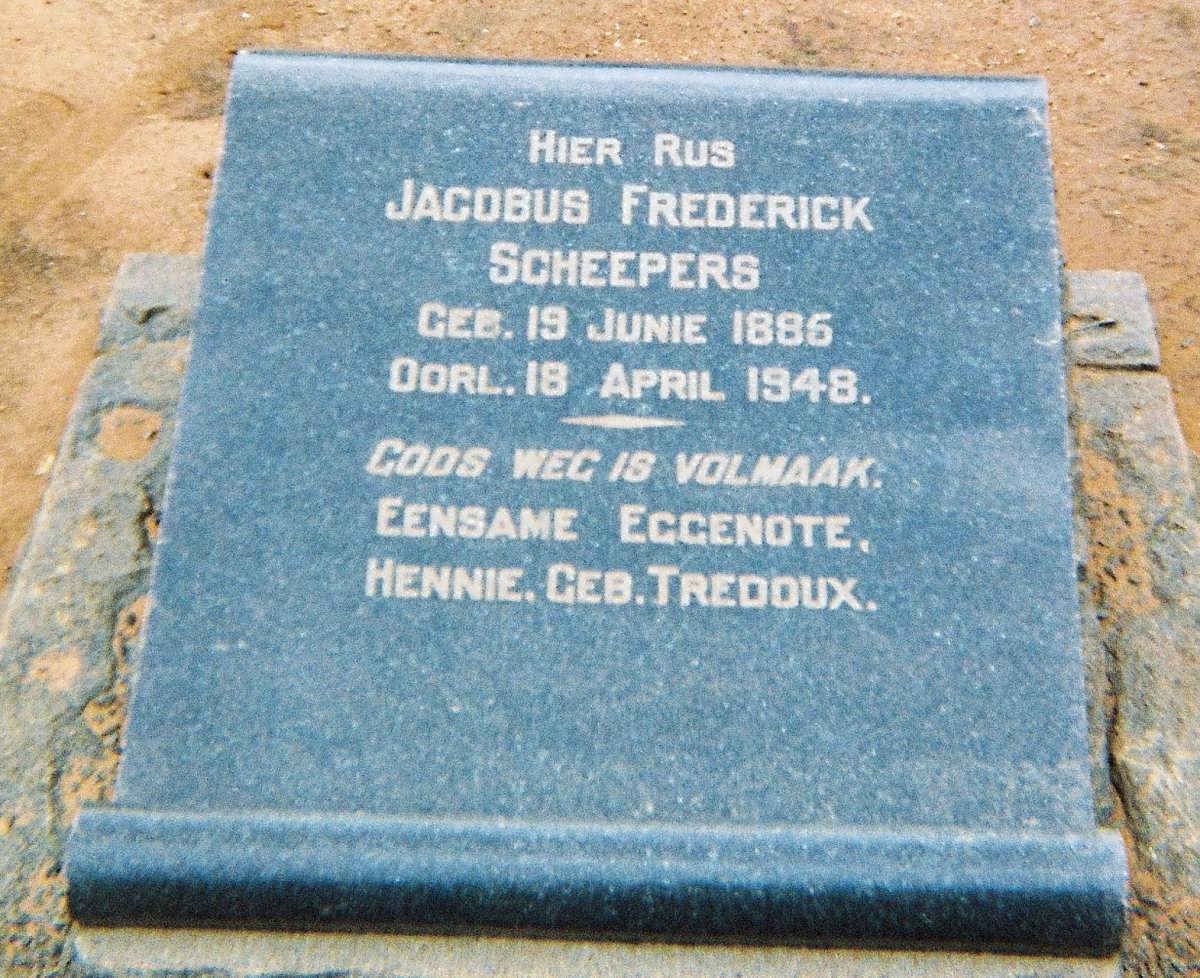 HIER RUS
JACOBUS FREDERICK
SCHEEPERS
GEB. 19 JUNIE 1886
OORL. 18 APRIL 1948.
GODS WEG IS VOLMAAK.
EENSAME EGGENOTE,
HENNIE. GEB. TREDOUX.